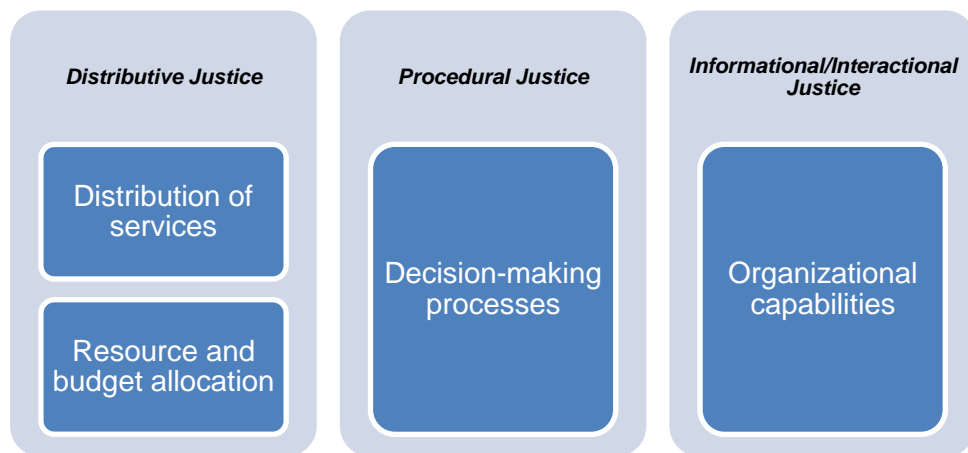 Distributive Justice
Distribution of
services
Resource and
budget allocation
Procedural Justice
Decision-making
processes
Informational/Interactional
Justice
Organizational
capabilities